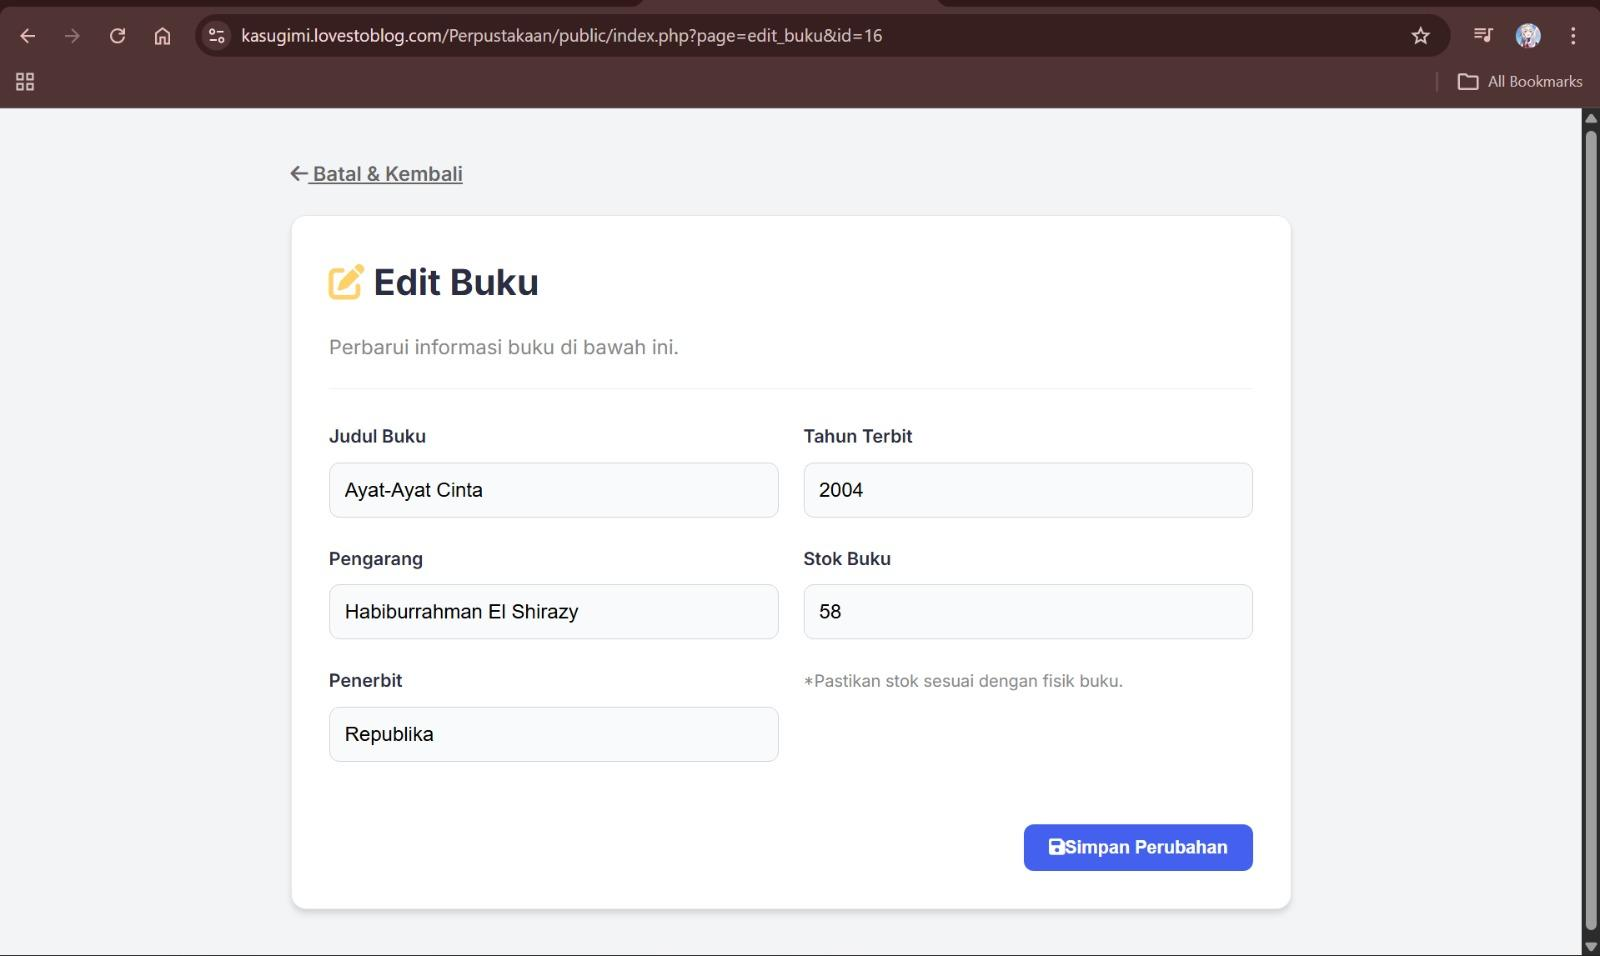 kasugimi.lovestoblog.com/Perpustakaan/public/index.php?page=edit_buku&id=16
All Bookmarks
Batal & Kembali
Edit Buku
Perbarui informasi buku di bawah ini.
Judul Buku
Ayat-Ayat Cinta
Tahun Terbit
2004
Pengarang
Habiburrahman El Shirazy
Stok Buku
58
Penerbit
Republika
*Pastikan stok sesuai dengan fisik buku.
Simpan Perubahan